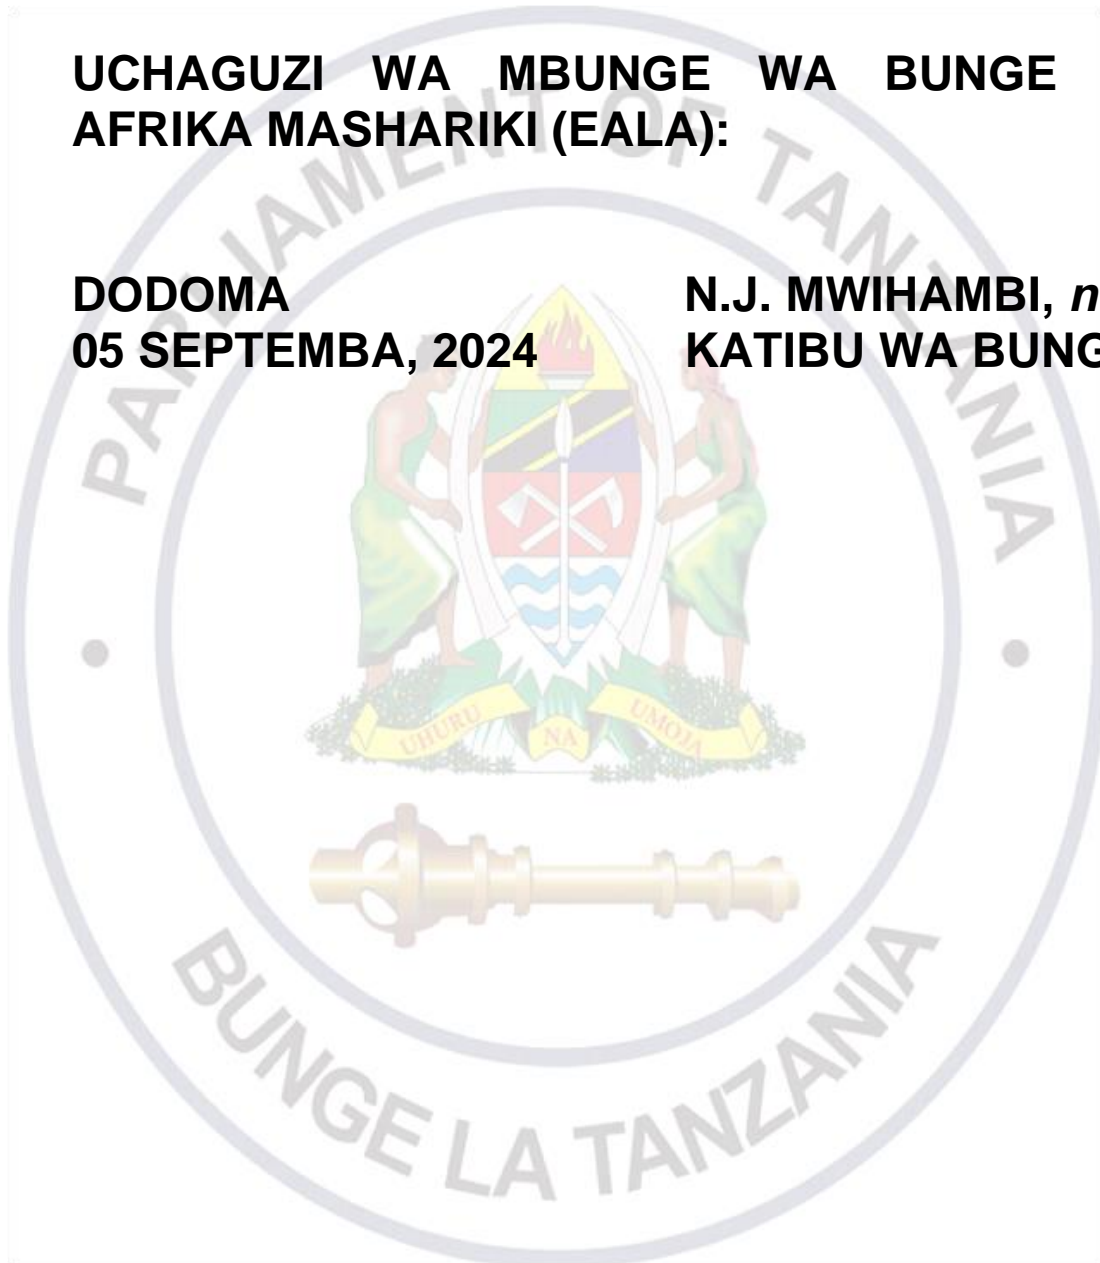 UCHAGUZI WA MBUNGE WA BUNGE
AFRIKA MASHARIKI (EALA):
DODOMA N.J. MWIHAMBI,
05 SEPTEMBA, 2024 KATIBU WA
PARLIAMENT OF TANZANIA
UHURU NA UMOJA
BUNGE LA TANZANIA